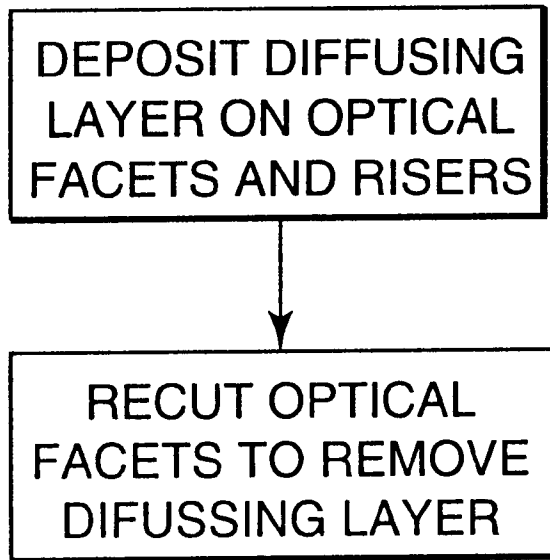 DEPOSIT DIFFUSING
LAYER ON OPTICAL
FACETS AND RISERS
RECUT OPTICAL
FACETS TO REMOVE
DIFUSSING LAYER